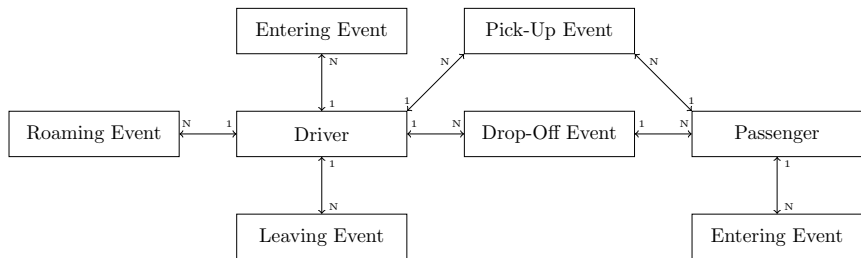 Entering Event
Pick-Up Event
N
N
N
1
1
1
N
1
1
N
1
N
Roaming Event
Driver
Drop-Off Event
Passenger
1
1
N
N
Leaving Event
Entering Event